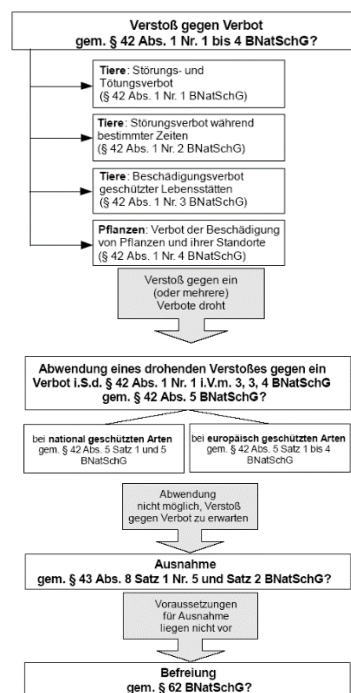 Verstoß gegen Verbot
gem. § 42 Abs. 1 Nr. 1 bis 4 BNatSchG?
Tiere: Störungs- und
Tötungsverbot
(§ 42 Abs. 1 Nr. 1 BNatSchG)
Tiere: Störungsverbot während
bestimmter Zeiten
(§ 42 Abs. 1 Nr. 2 BNatSchG)
Tiere: Beschädigungsverbot
geschützter Lebensstätten
(§ 42 Abs. 1 Nr. 3 BNatSchG)
Pflanzen: Verbot der Beschädigung
von Pflanzen und ihrer Standorte
(§ 42 Abs. 1 Nr. 4 BNatSchG)
Verstoß gegen ein
(oder mehrere)
Verbote droht
Abwendung eines drohenden Verstoßes gegen ein
Verbot i.S.d. § 42 Abs. 1 Nr. 1 i.V.m. 3, 3, 4 BNatSchG
gem. § 42 Abs. 5 BNatSchG?
bei national geschützten Arten
gem. § 42 Abs. 5 Satz 1 und 5
BNatSchG
bei europäisch geschützten Arten
gem. § 42 Abs. 5 Satz 1 bis 4
BNatSchG
Abwendung
nicht möglich, Verstoß
gegen Verbot zu erwarten
Ausnahme
gem. § 43 Abs. 8 Satz 1 Nr. 5 und Satz 2 BNatSchG?
Voraussetzungen
für Ausnahme
liegen nicht vor
Befreiung
gem. § 62 BNatSchG?